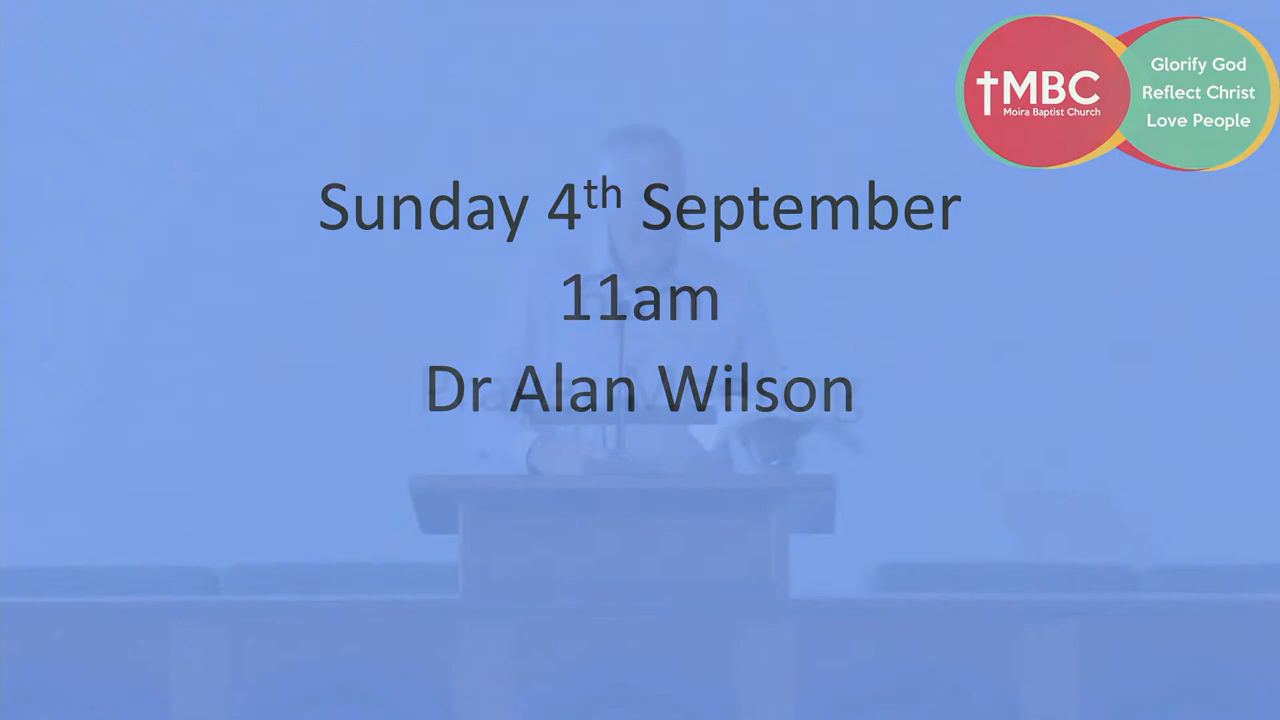 MBC
Moira Baptist Church
Glorify God
Reflect Christ
Love People
Sunday 4th September
11am
Dr Alan Wilson